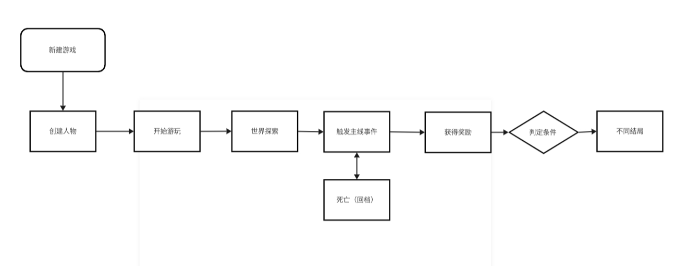 新建游戏
创建人物
开始游玩
世界探索
触发主线事件
获得奖励
判定条件
不同结局
死亡（回档）